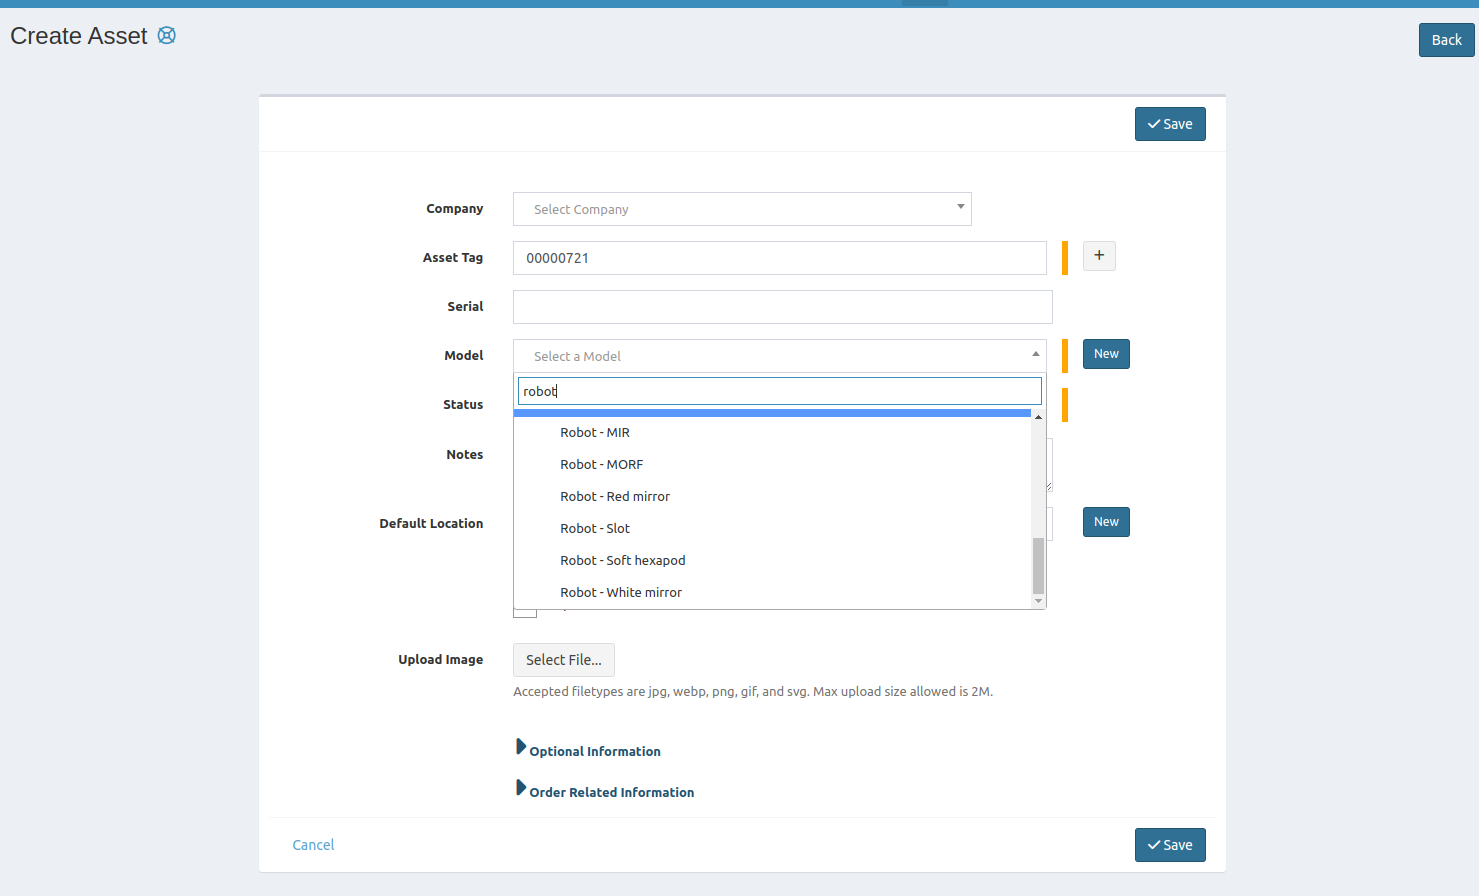 Create Asset
Back
Save
Company
Select Company
Asset Tag
00000721
+
Serial
Model
Select a Model
New
robot
Status
Robot - MIR
Robot - MORF
Notes
Robot - Red mirror
Default Location
New
Robot - Slot
Robot - Soft hexapod
Robot - White mirror
Upload Image
Select File...
Accepted filetypes are jpg, webp, png, gif, and svg. Max upload size allowed is 2M.
Optional Information
Order Related Information
Cancel
Save